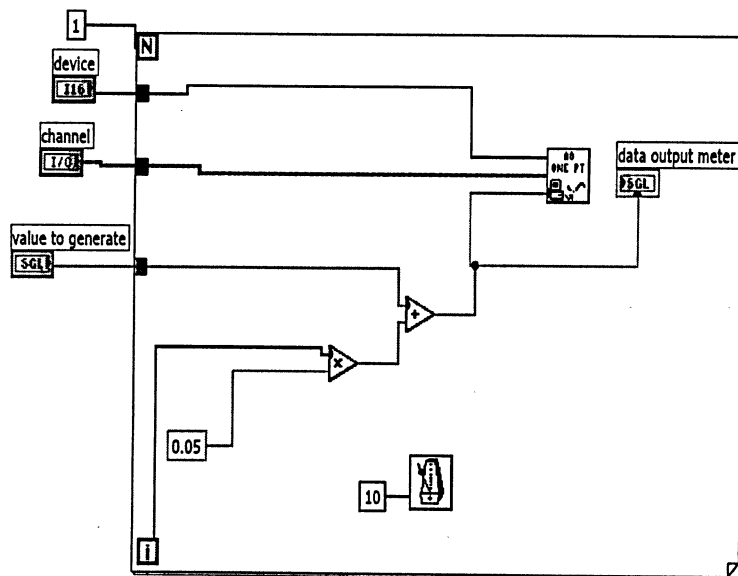 1
N
device
I16
channel
I/O
AO
ONE PT
data output meter
SGL
value to generate
SGL
+
x
0.05
10
i